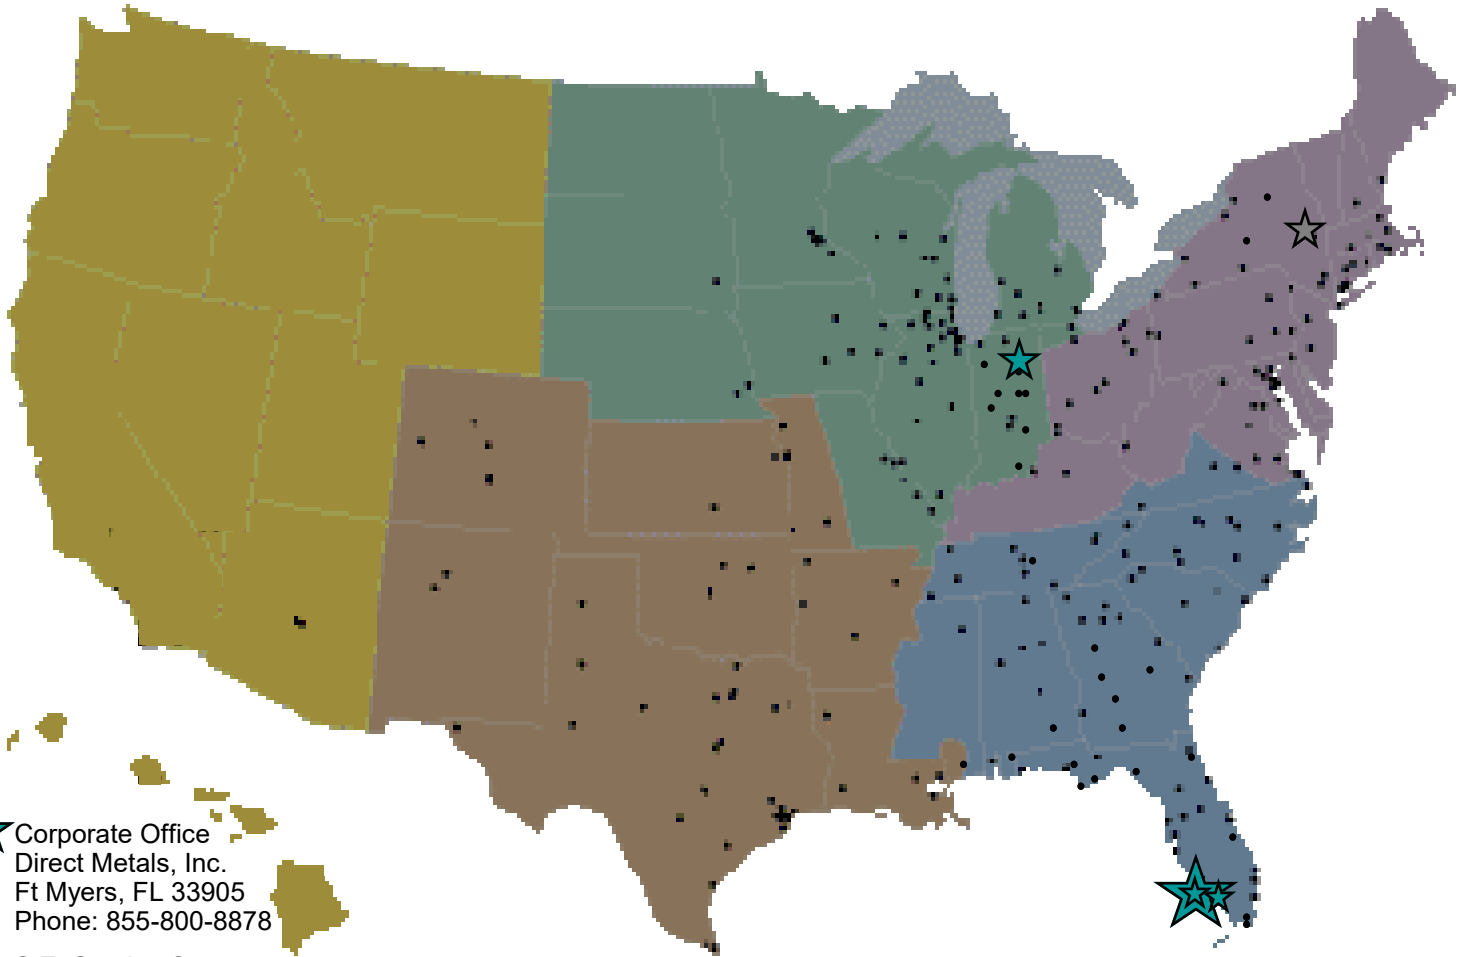 Corporate Office
Direct Metals, Inc.
Ft Myers, FL 33905
Phone: 855-800-8878